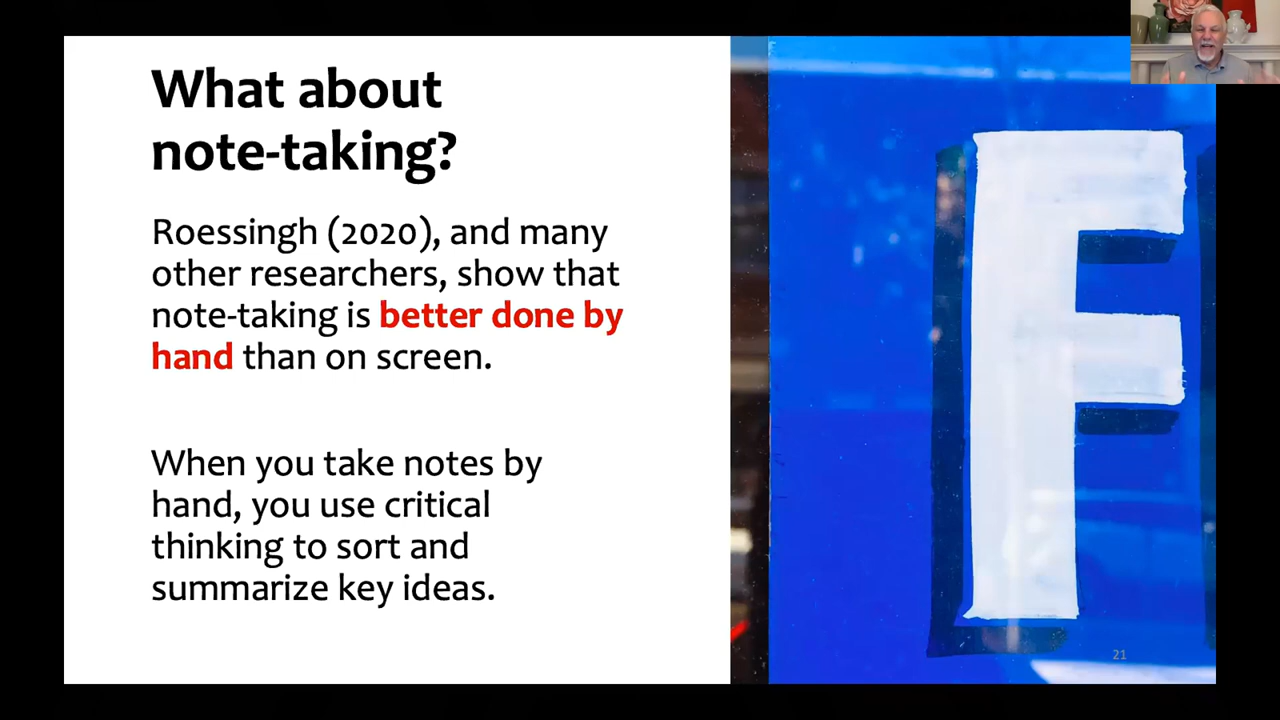 What about
note-taking?
Roessingh (2020), and many
other researchers, show that
note-taking is better done by
hand than on screen.
When you take notes by
hand, you use critical
thinking to sort and
summarize key ideas.
F
21